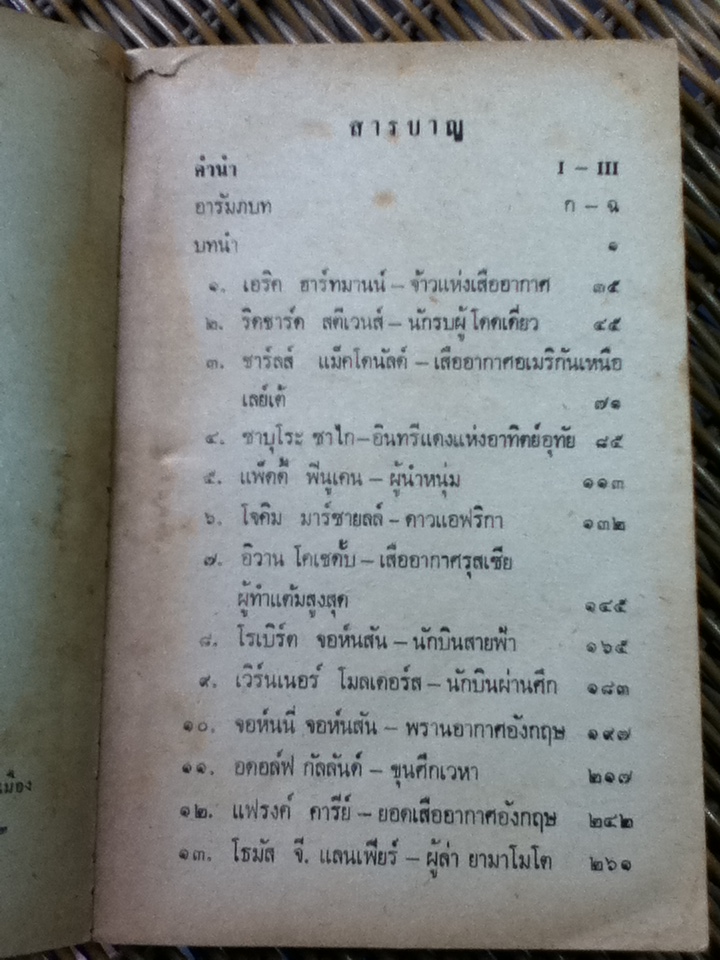 สารบาญ
คำนำ I – III
อารัมภบท ก – ฉ
บทนำ ๑
๑. เอริค ฮาร์ทมานน์ – จ้าวแห่งเสืออากาศ ๓๕
๒. ริดชาร์ด สตีเวนส์ – นักรบผู้โดดเดี่ยว ๔๕
๓. ชาร์ลส์ แม็คโดนัลด์ – เสืออากาศอเมริกันเหนือ
เลย์เต้ ๗๑
๔. ซาบุโระ ซาไก – อินทรีแดงแห่งอาทิตย์อุทัย ๘๕
๕. แพ็ดดี้ ฟีนูเคน – ผู้นำหนุ่ม ๑๑๓
๖. โจคิม มาร์ซายลล์ – ดาวแอฟริกา ๑๓๒
๗. อิวาน โคเชดั้บ – เสืออากาศรุสเซีย
ผู้ทำแต้มสูงสุด ๑๔๕
๘. โรเบิร์ต จอห์นสัน – นักบินสายฟ้า ๑๖๕
๙. เวิร์นเนอร์ โมลเดอร์ส – นักบินผ่านศึก ๑๘๓
๑๐. จอห์นนี่ จอห์นสัน – พรานอากาศอังกฤษ ๑๙๗
๑๑. อดอล์ฟ กัลลันด์ – ขุนศึกเวหา ๒๑๗
๑๒. แฟรงค์ คารีย์ – ยอดเสืออากาศอังกฤษ ๒๔๒
๑๓. โธมัส จี. แลนเพียร์ – ผู้ล่า ยามาโมโต ๒๖๑
เมือง